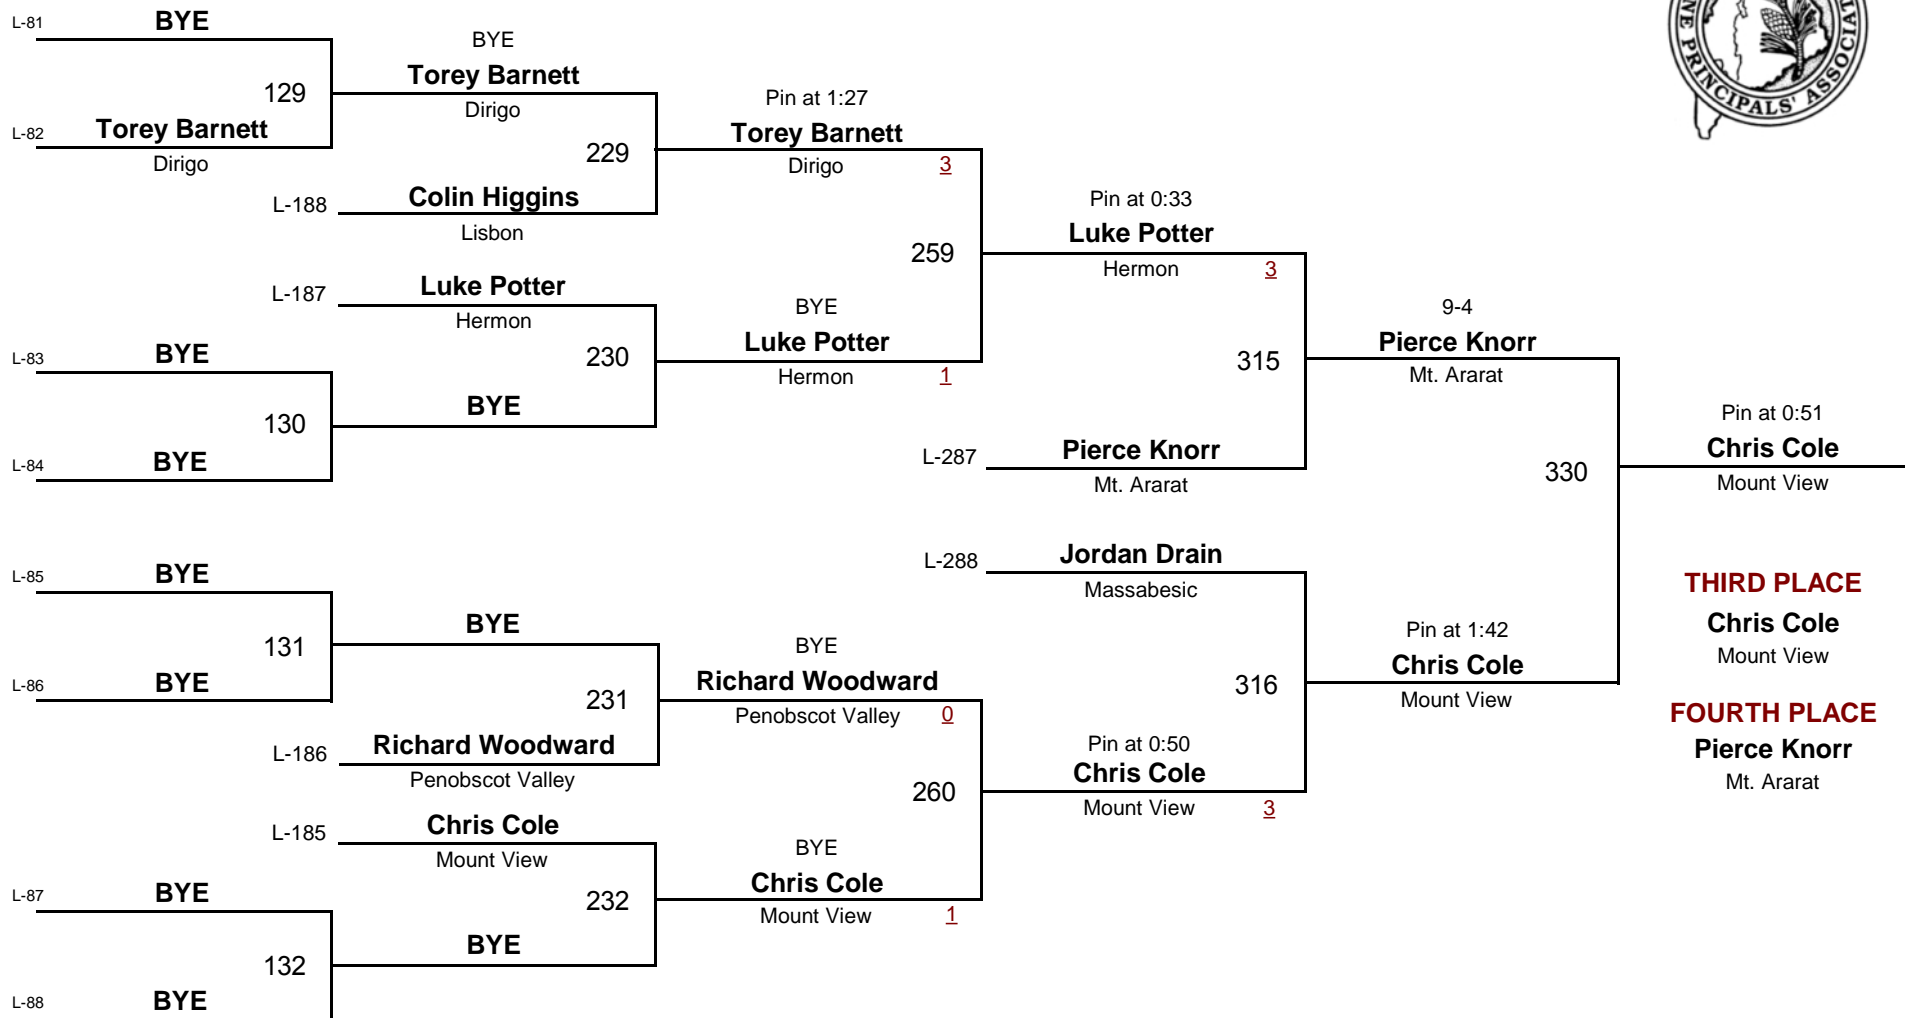 L-81
BYE
129
L-82
Torey Barnett
Dirigo
BYE
Torey Barnett
Dirigo
229
L-188
Colin Higgins
Lisbon
Pin at 1:27
Torey Barnett
Dirigo
3
L-187
Luke Potter
Hermon
L-83
BYE
130
L-84
BYE
230
BYE
BYE
Luke Potter
Hermon
1
259
Pin at 0:33
Luke Potter
Hermon
3
315
L-287
Pierce Knorr
Mt. Ararat
9-4
Pierce Knorr
Mt. Ararat
L-85
BYE
131
L-86
BYE
BYE
231
L-186
Richard Woodward
Penobscot Valley
BYE
Richard Woodward
Penobscot Valley
0
L-185
Chris Cole
Mount View
L-87
BYE
132
L-88
BYE
232
BYE
BYE
Chris Cole
Mount View
1
260
Pin at 0:50
Chris Cole
Mount View
3
L-288
Jordan Drain
Massabesic
316
Pin at 1:42
Chris Cole
Mount View
330
Pin at 0:51
Chris Cole
Mount View
THIRD PLACE
Chris Cole
Mount View
FOURTH PLACE
Pierce Knorr
Mt. Ararat
PRINCIPALS'